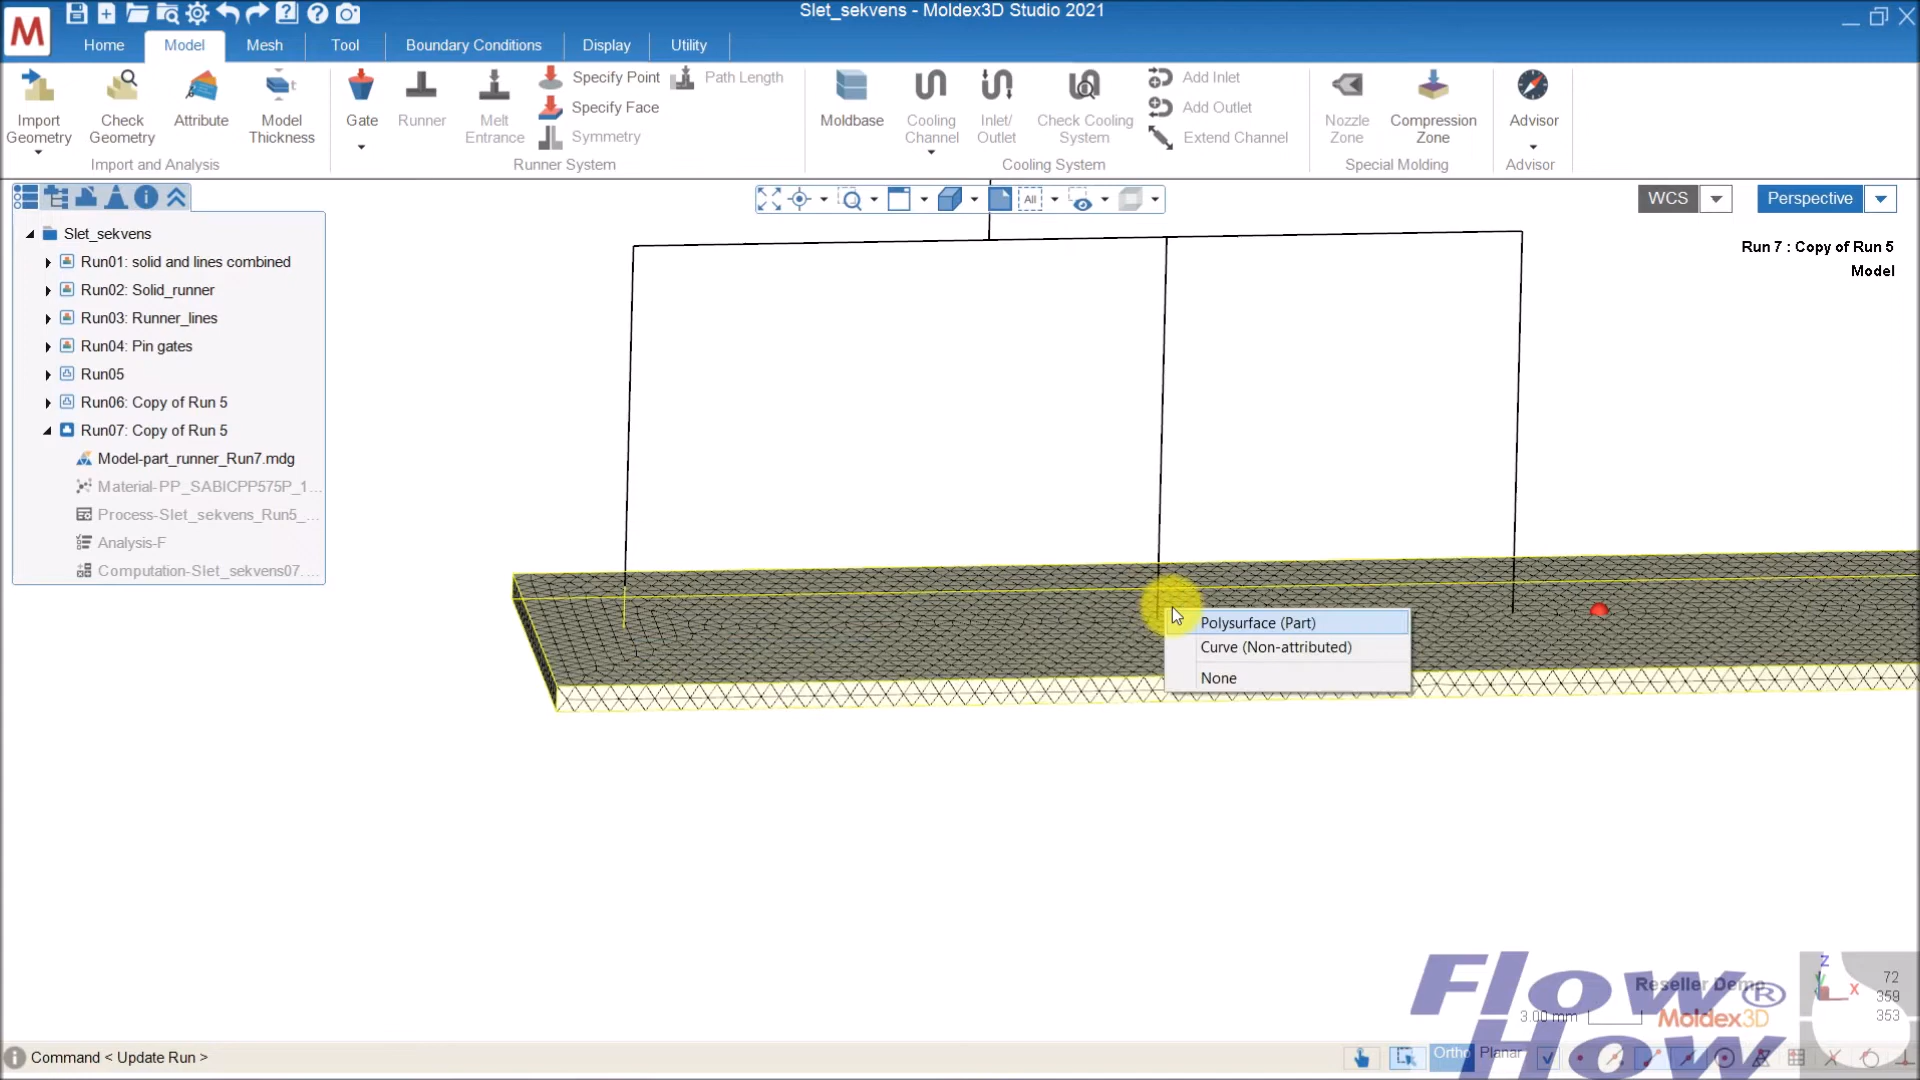 Slet_sekvens - Moldex3D Studio 2021
M
Home
Model
Mesh
Tool
Boundary Conditions
Display
Utility
Import Geometry
Check Geometry
Attribute
Model Thickness
Import and Analysis
Gate
Runner
Melt Entrance
Specify Point
Specify Face
Symmetry
Path Length
Runner System
Moldbase
Cooling Channel
Inlet/ Outlet
Check Cooling System
Add Inlet
Add Outlet
Extend Channel
Cooling System
Nozzle Zone
Compression Zone
Special Molding
Advisor
Advisor
All
WCS
Perspective
Run 7 : Copy of Run 5
Model
Slet_sekvens
Run01: solid and lines combined
Run02: Solid_runner
Run03: Runner_lines
Run04: Pin gates
Run05
Run06: Copy of Run 5
Run07: Copy of Run 5
Model-part_runner_Run7.mdg
Material-PP_SABICPP575P_1...
Process-Slet_sekvens_Run5_...
Analysis-F
Computation-Slet_sekvens07. ...
Polysurface (Part)
Curve (Non-attributed)
None
Flow®
How
Reseller Demo
Moldex3D
3.00 mm
Z
X
72
359
353
Command < Update Run >
Ortho
Planar